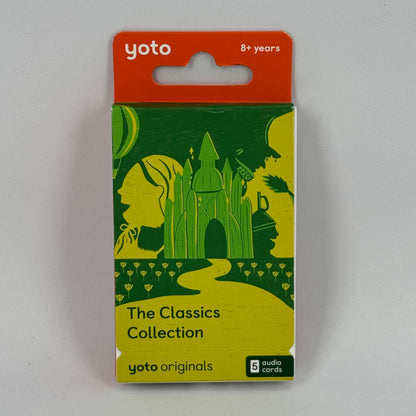 yoto
8+ years
The Classics
Collection
yoto originals
5 audio
cards